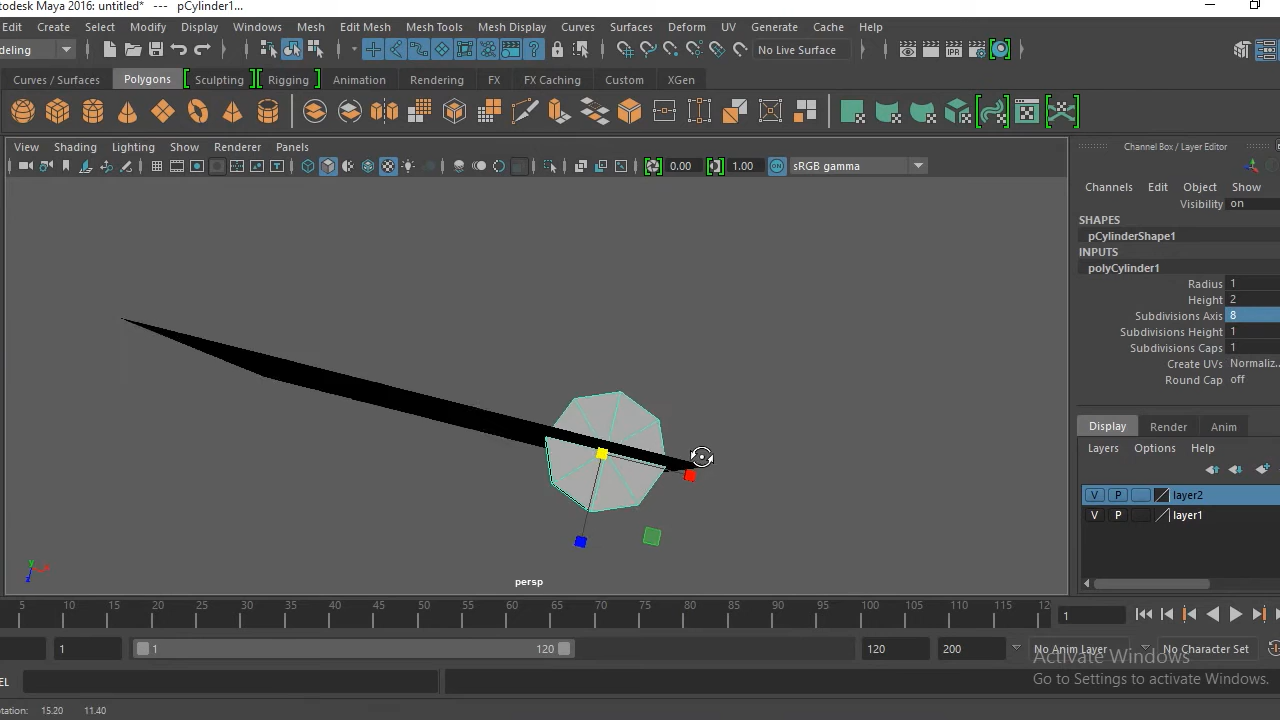 odesk Maya 2016: untitled* --- pCylinder1...
dit Create Select Modify Display Windows Mesh Edit Mesh Mesh Tools Mesh Display Curves Surfaces Deform UV Generate Cache Help
deling No Live Surface IPR
Curves / Surfaces Polygons Sculpting Rigging Animation Rendering FX FX Caching Custom XGen
View Shading Lighting Show Renderer Panels
0.00 1.00 ON sRGB gamma
persp
Channel Box / Layer Editor
Channels Edit Object Show
Visibility on
SHAPES
pCylinderShape1
INPUTS
polyCylinder1
Radius 1
Height 2
Subdivisions Axis 8
Subdivisions Height 1
Subdivisions Caps 1
Create UVs Normaliz..
Round Cap off
Display Render Anim
Layers Options Help
V P layer2
V P layer1
5 10 15 20 25 30 35 40 45 50 55 60 65 70 75 80 85 90 95 100 105 110 115 12 1
1 1 120 120 200 No Anim Layer No Character Set
Activate Windows
Go to Settings to activate Windows.
EL
otation: 15.20 11.40